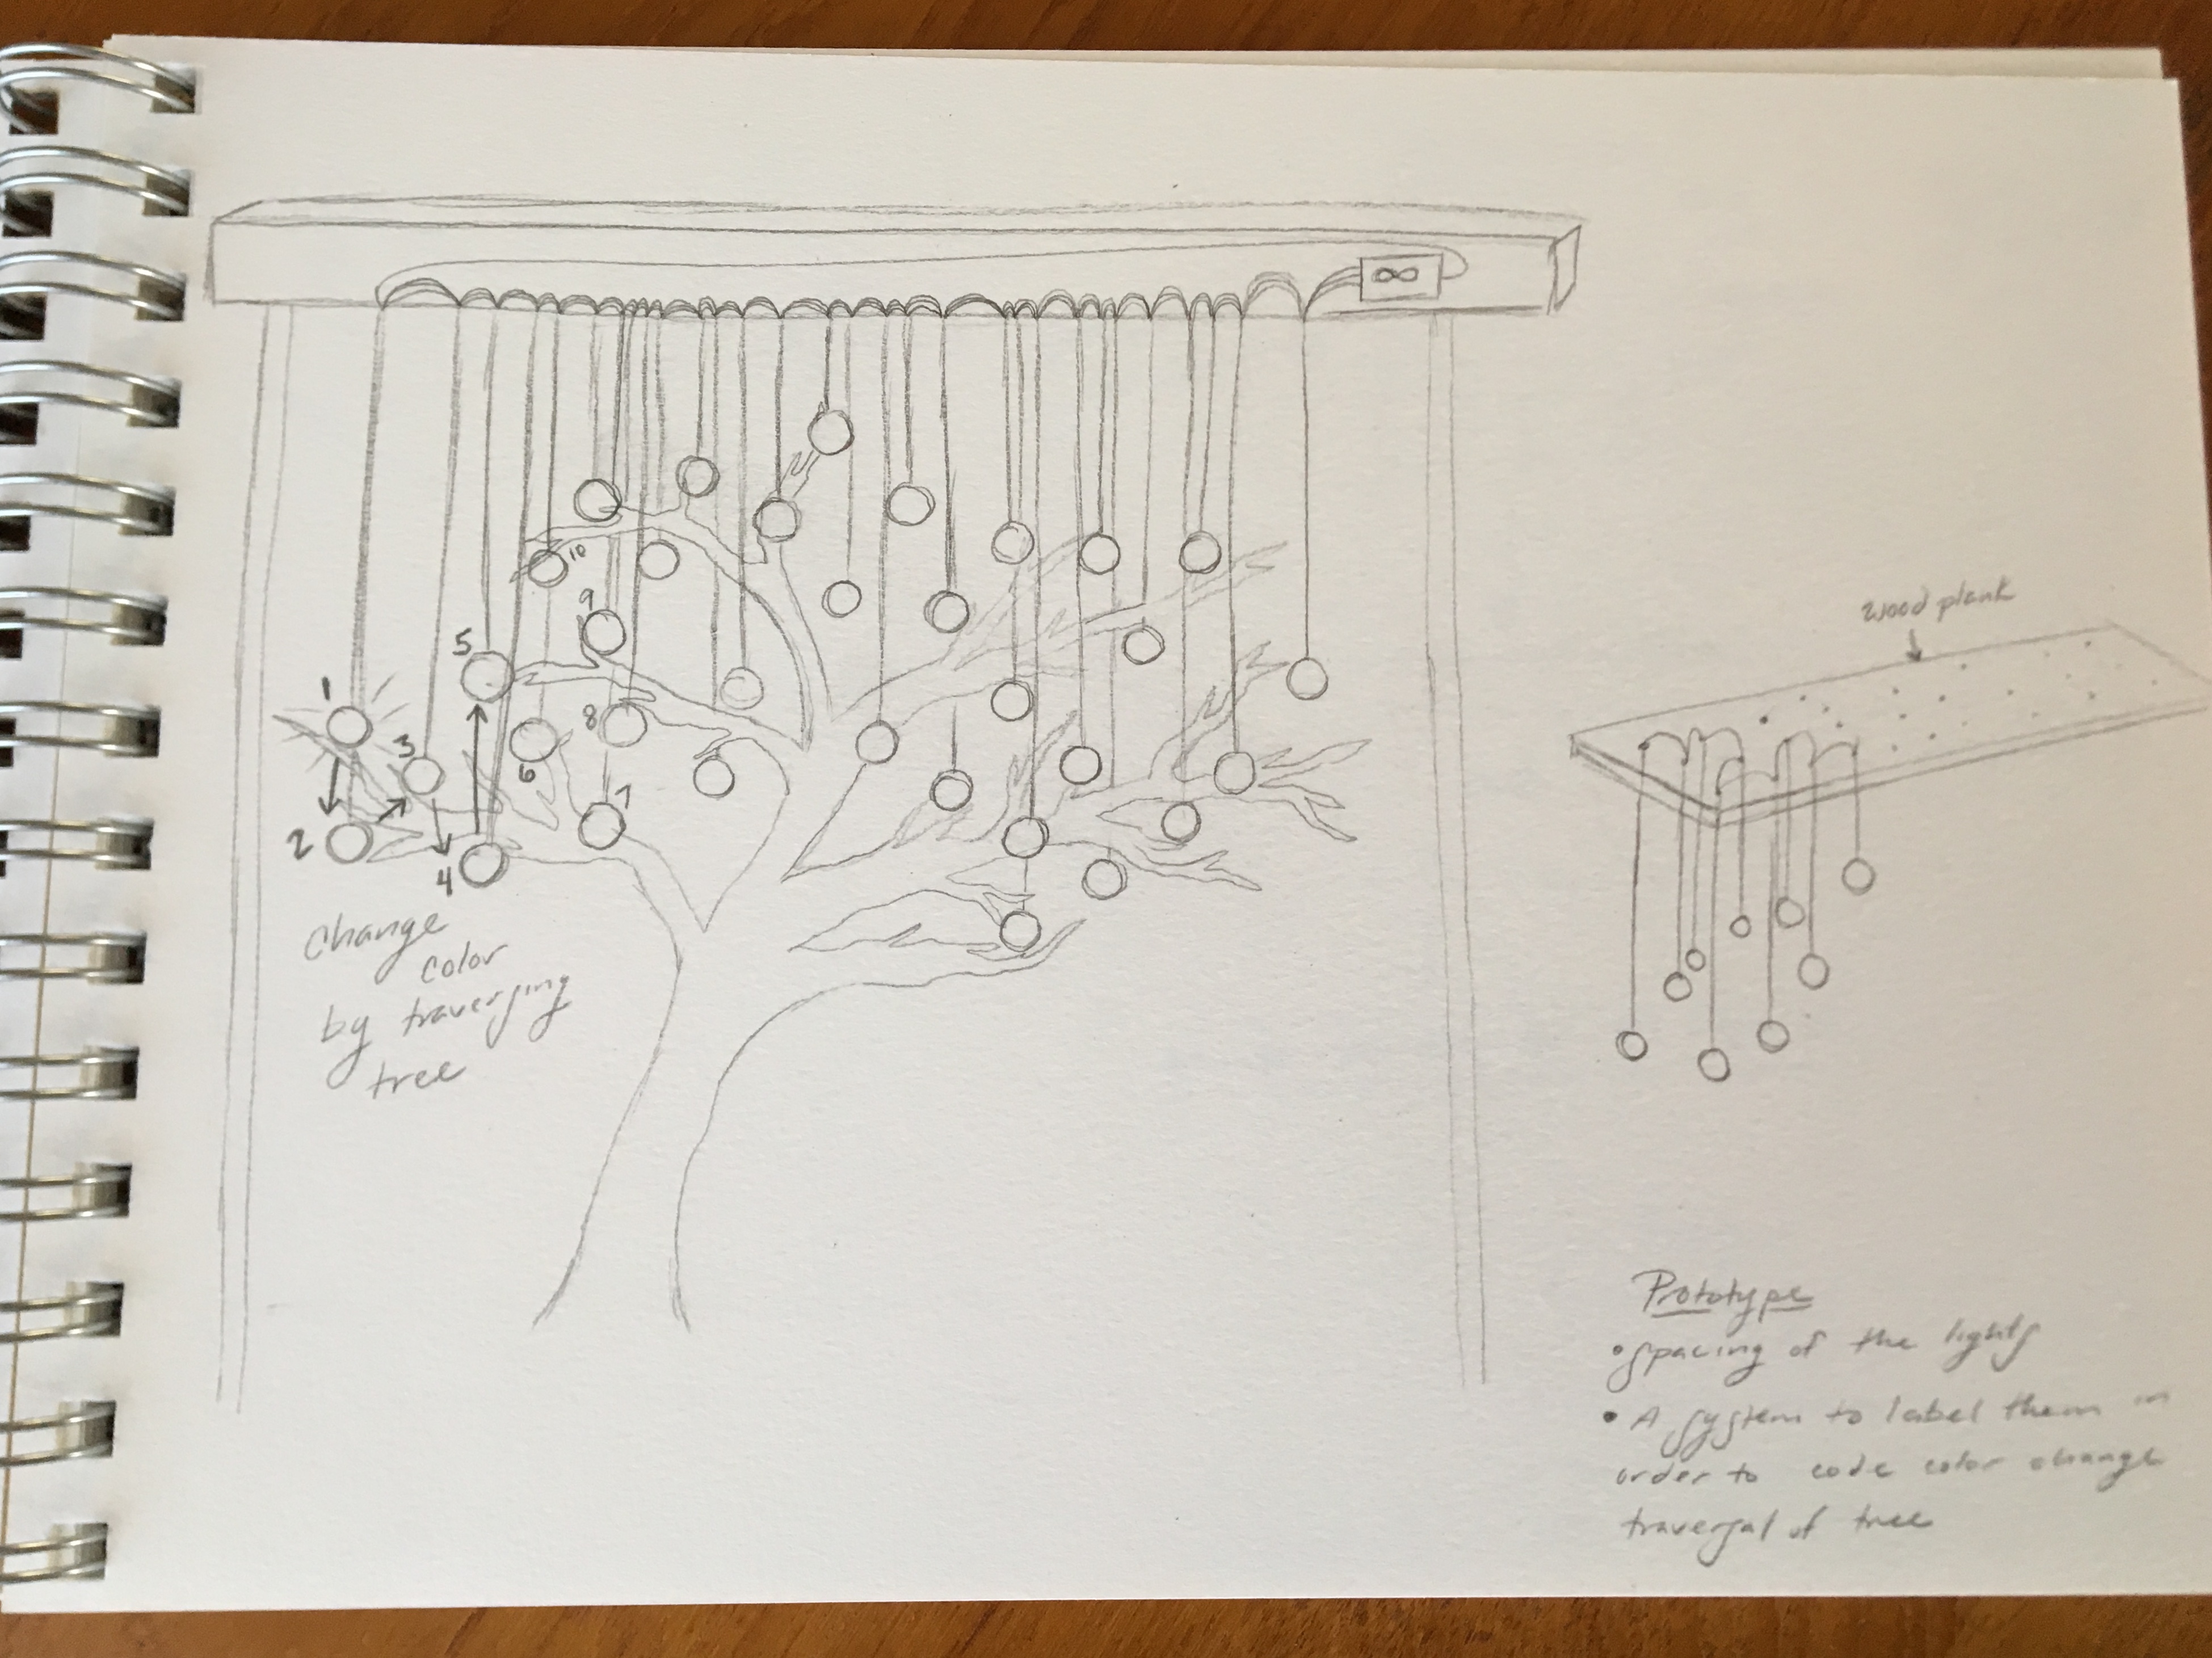 10
9
5
1
8
3
6
7
2
4
∞
change
color
by traversing
tree
wood plank
Prototype
• spacing of the lights
• A system to label them in
order to code color change
traversal of tree